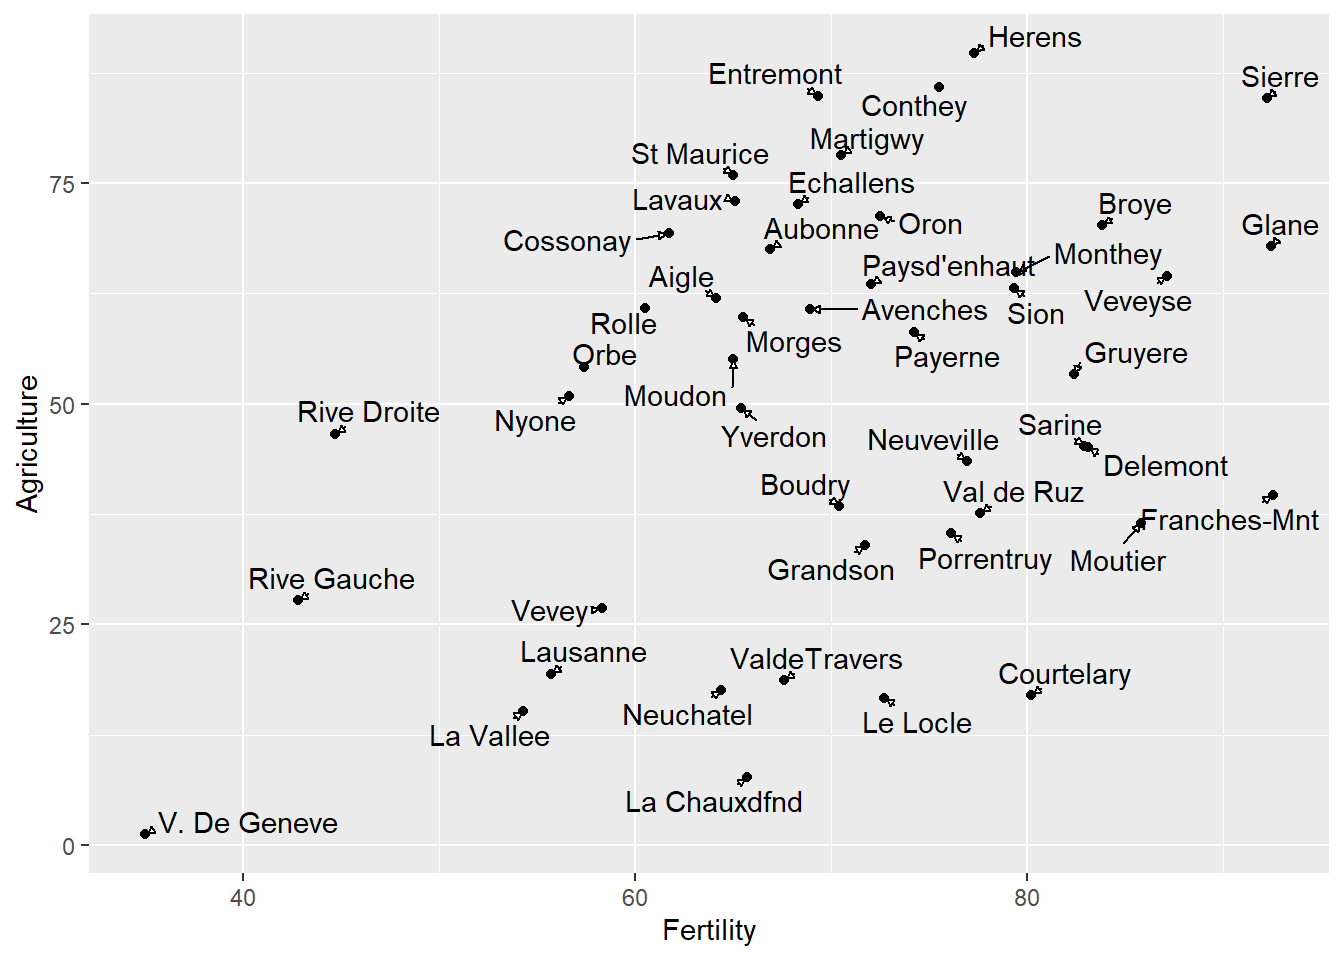 Herens
Entremont
Sierre
Conthey
Martigwy
St Maurice
75
Echallens
Lavaux
Broye
Oron
Aubonne
Glane
Cossonay
Monthey
Paysd'enhaut
Aigle
Veveyse
Avenches
Sion
Rolle
Morges
Orbe
Gruyere
Payerne
Moudon
50
Rive Droite
Nyone
Sarine
Yverdon
Neuveville
Delemont
Agriculture
Boudry
Val de Ruz
Franches-Mnt
Porrentruy
Moutier
Grandson
Rive Gauche
Vevey
25
Lausanne
ValdeTravers
Courtelary
Neuchatel
Le Locle
La Vallee
La Chauxdfnd
V. De Geneve
0
40
60
80
Fertility